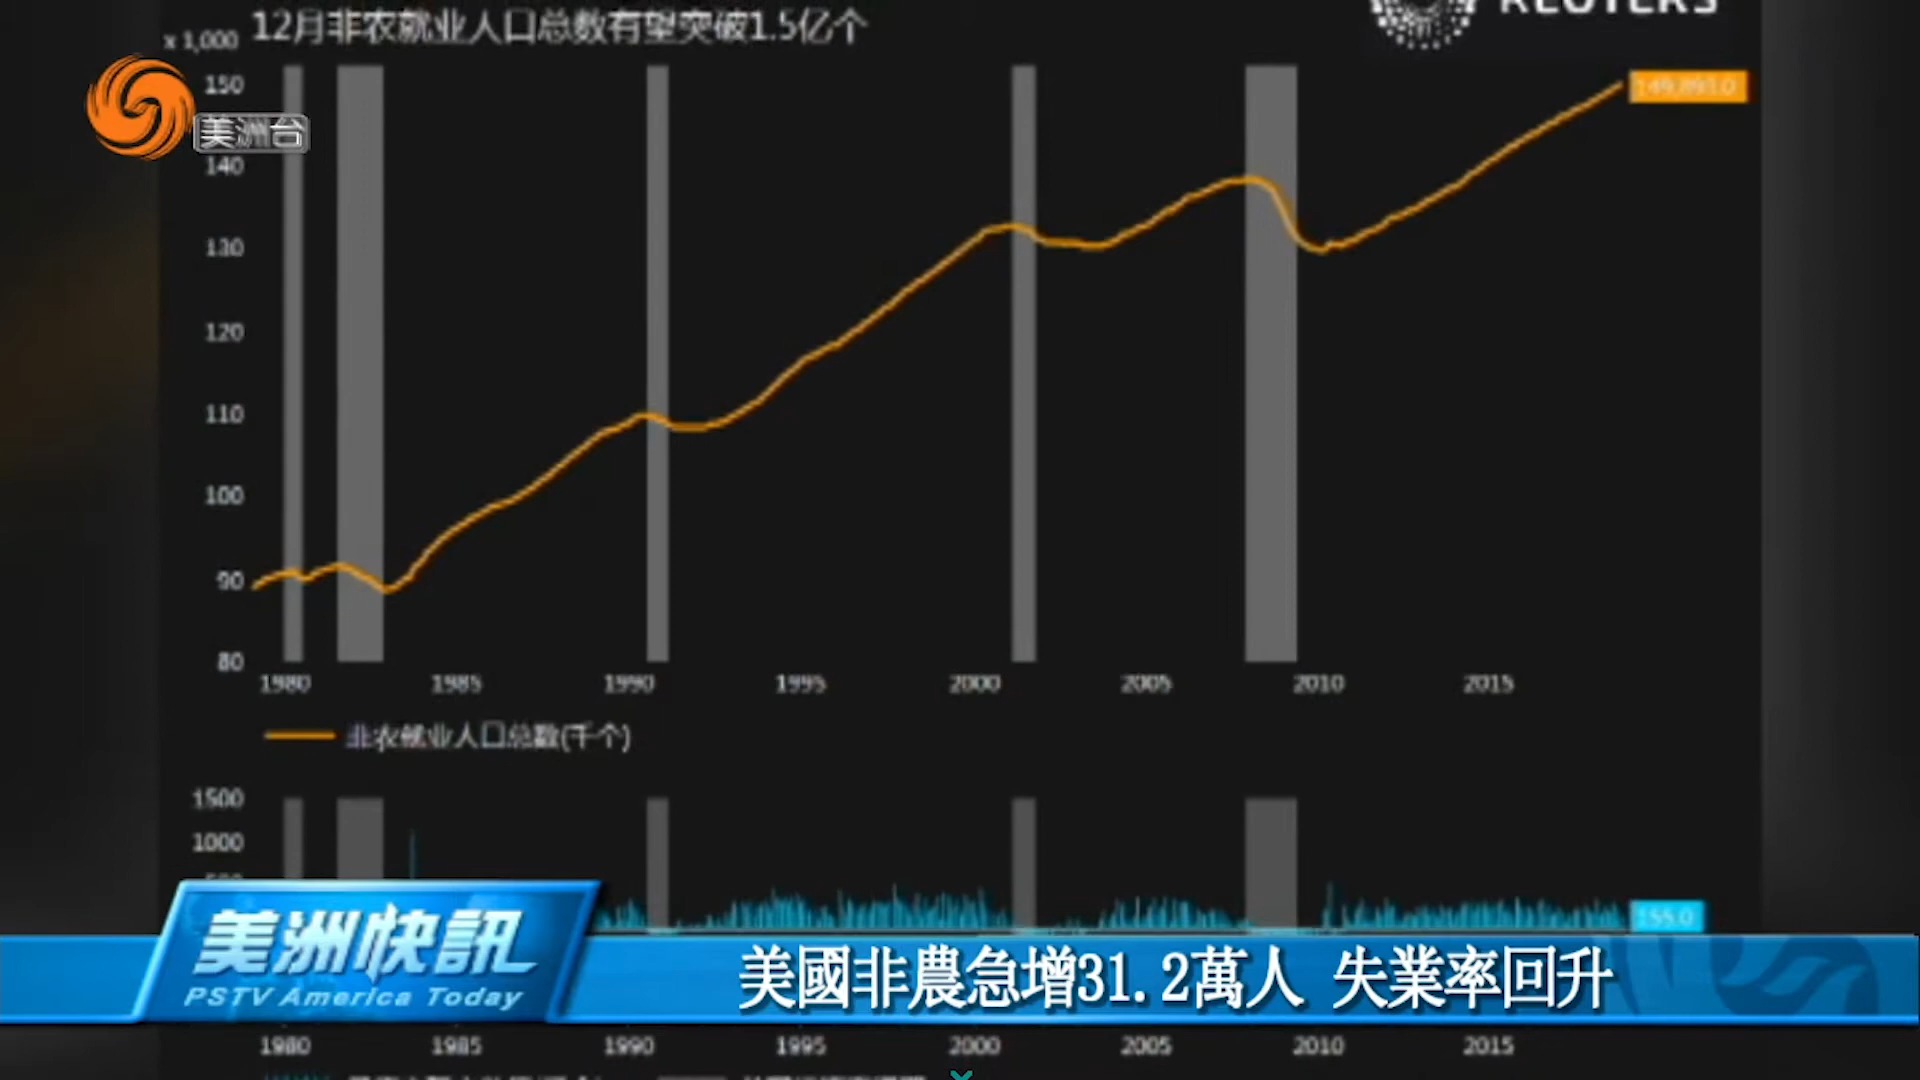 12月非农就业人口总数有望突破1.5亿个
REUTERS
x 1,000
美洲台
150
140
130
120
110
100
90
80
1980 1985 1990 1995 2000 2005 2010 2015
非农就业人口总数(千个)
1500
1000
155.0
美洲快訊
PSTV America Today
美國非農急增31.2萬人 失業率回升
1980 1985 1990 1995 2000 2005 2010 2015